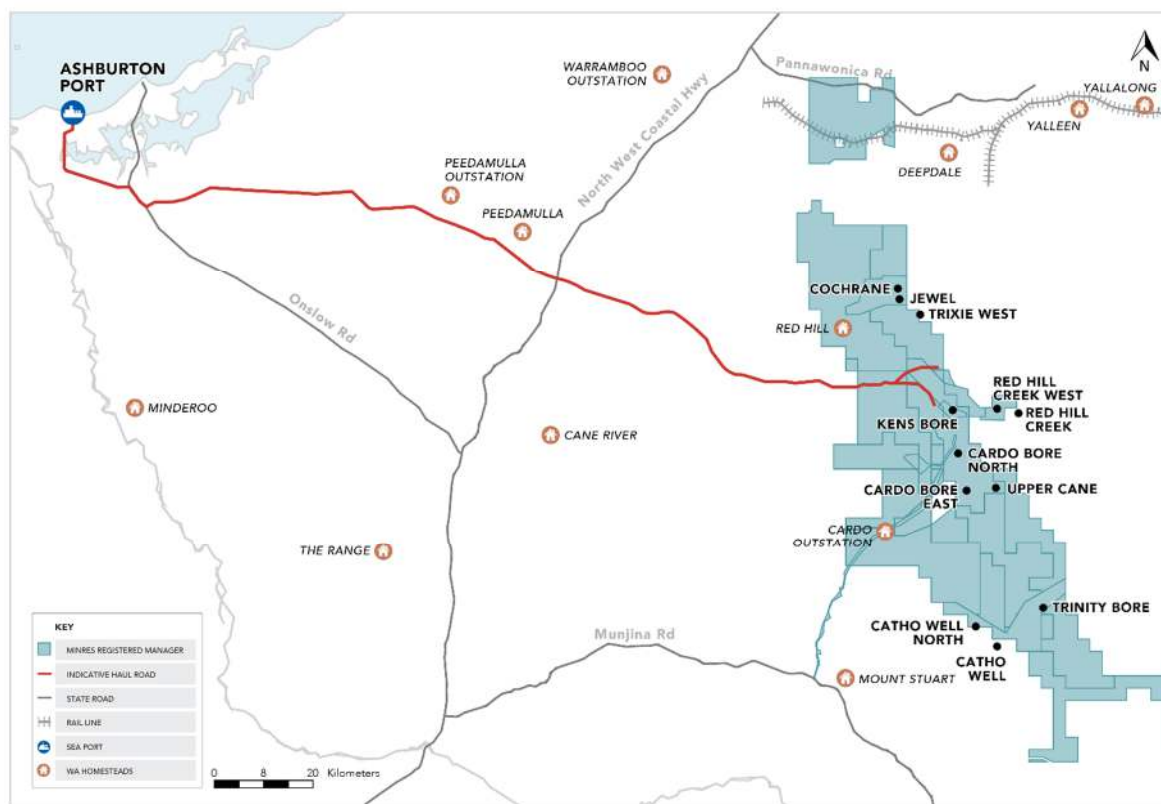 ASHBURTON
PORT
WARRAMBOO
OUTSTATION
North West Coastal Hwy
Pannawonica Rd
N
YALLALONG
YALLEEN
DEEPDALE
PEEDAMULLA
OUTSTATION
PEEDAMULLA
Onslow Rd
COCHRANE
JEWEL
TRIXIE WEST
RED HILL
MINDEROO
CANE RIVER
RED HILL
CREEK WEST
KENS BORE
RED HILL
CREEK
CARDO BORE
NORTH
CARDO BORE
EAST
UPPER CANE
CARDO
OUTSTATION
THE RANGE
TRINITY BORE
CATHO WELL
NORTH
CATHO
WELL
Munjina Rd
MOUNT STUART
KEY
MINRES REGISTERED MANAGER
INDICATIVE HAUL ROAD
STATE ROAD
RAIL LINE
SEA PORT
WA HOMESTEADS
0 8 20 Kilometers